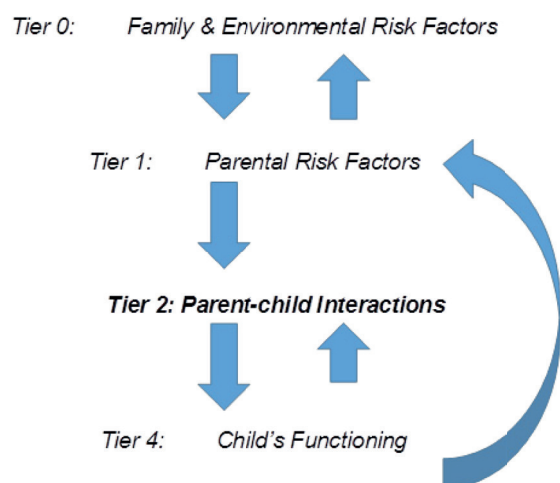 Tier 0: Family & Environmental Risk Factors
Tier 1: Parental Risk Factors
Tier 2: Parent-child Interactions
Tier 4: Child's Functioning